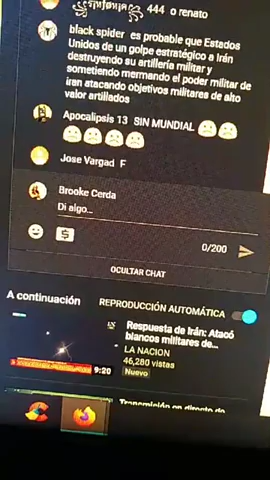 444 o renato
black spider es probable que Estados
Unidos de un golpe estratégico a Irán
destruyendo su artillería militar y
sometiendo mermando el poder militar de
iren atacando objetivos militares de alto
valor artillados
Apocalipsis 13 SIN MUNDIAL
Jose Vargad F
Brooke Cerda
Di algo...
0/200
OCULTAR CHAT
A continuación
REPRODUCCIÓN AUTOMÁTICA
Respuesta de Irán: Atacó
blancos militares de...
LA NACION
46,280 vistas
Nuevo
9:20
Transmisión en directo de